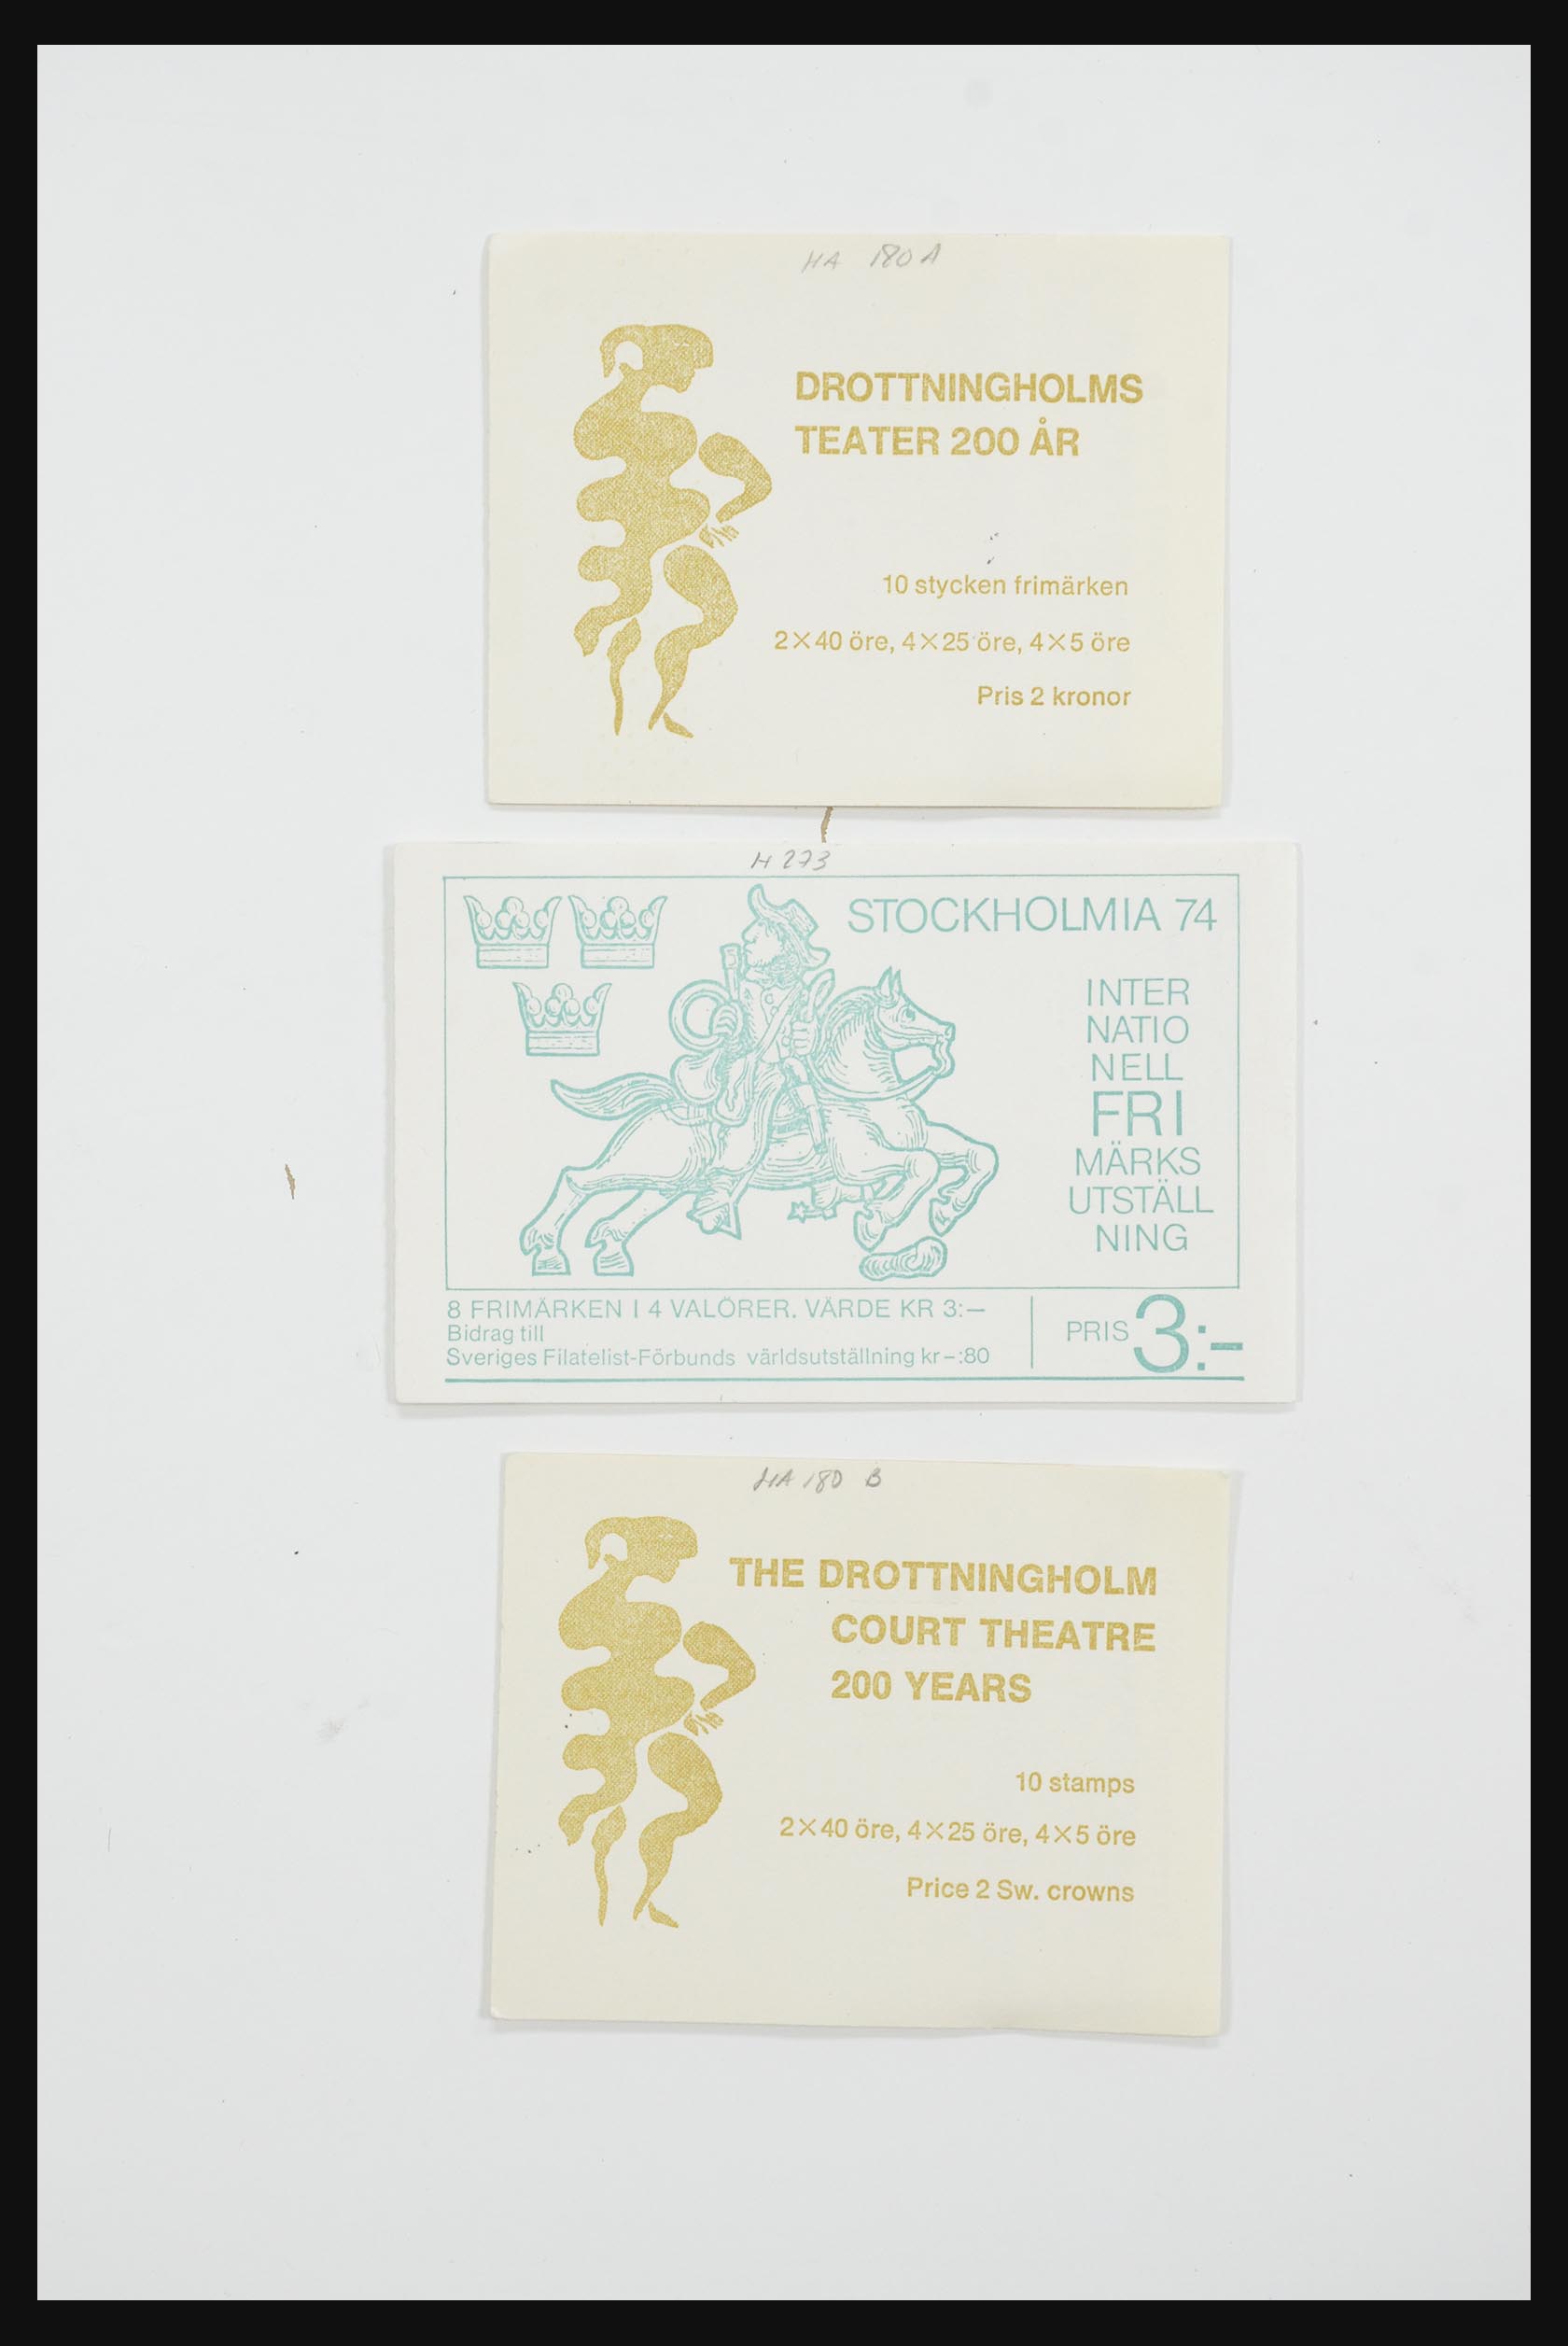 HA 180 A
DROTTNINGHOLMS
TEATER 200 ÅR
10 stycken frimärken
2×40 öre, 4×25 öre, 4×5 öre
Pris 2 kronor
H 273
STOCKHOLMIA 74
INTER
NATIO
NELL
FRI
MÄRKS
UTSTÄLL
NING
8 FRIMÄRKEN I 4 VALÖRER. VÄRDE KR 3:—
Bidrag till
Sveriges Filatelist-Förbunds världsutställning kr –:80
PRIS 3:-
HA 180 B
THE DROTTNINGHOLM
COURT THEATRE
200 YEARS
10 stamps
2×40 öre, 4×25 öre, 4×5 öre
Price 2 Sw. crowns